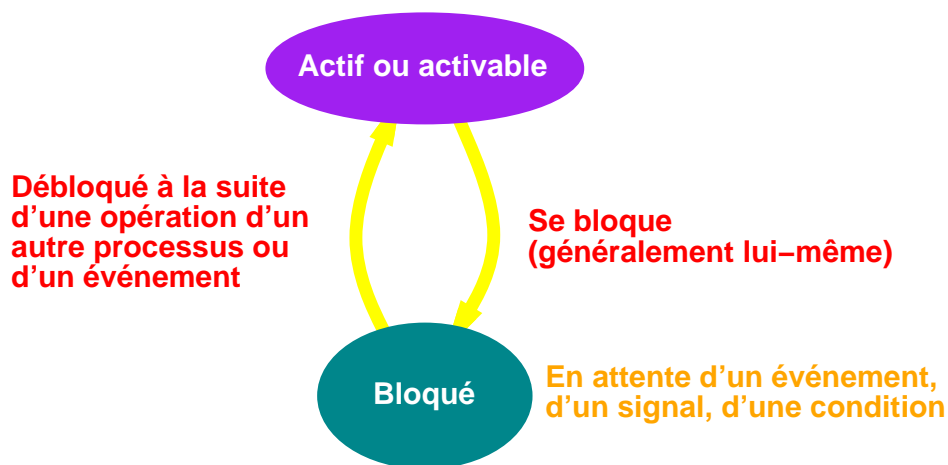 Actif ou activable
Débloqué à la suite
d’une opération d’un
autre processus ou
d’un événement
Se bloque
(généralement lui−même)
Bloqué
En attente d’un événement,
d’un signal, d’une condition